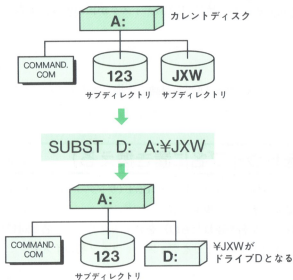 A:
カレントディスク
COMMAND.
COM
123
JXW
サブディレクトリ
サブディレクトリ
SUBST D: A:¥JXW
A:
COMMAND.
COM
123
D:
¥JXWが
ドライブDとなる
サブディレクトリ